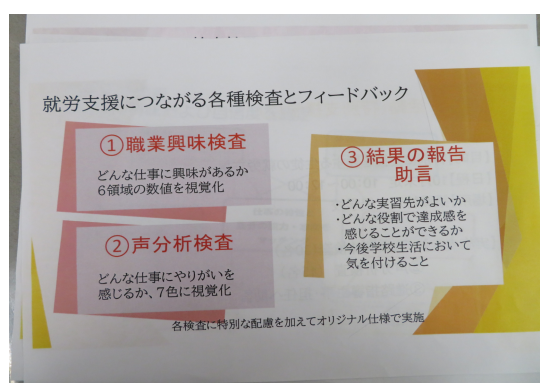 就労支援につながる各種検査とフィードバック
①職業興味検査
どんな仕事に興味があるか
6領域の数値を視覚化
②声分析検査
どんな仕事にやりがいを
感じるか、7色に視覚化
③結果の報告
助言
・どんな実習先がよいか
・どんな役割で達成感を
感じることができるか
・今後学校生活において
気を付けること
各検査に特別な配慮を加えてオリジナル仕様で実施